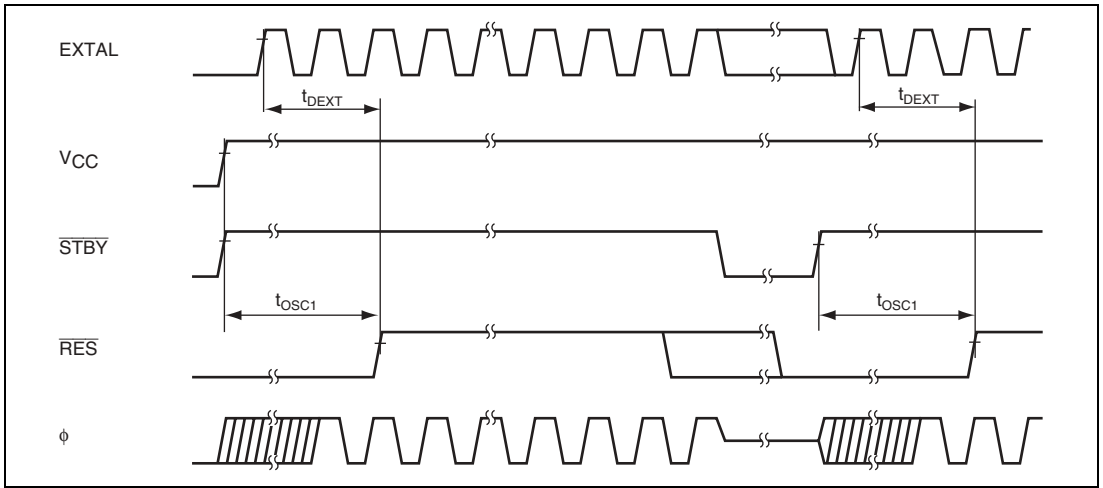 EXTAL
tDEXT
tDEXT
VCC
STBY
tOSC1
tOSC1
RES
ϕ